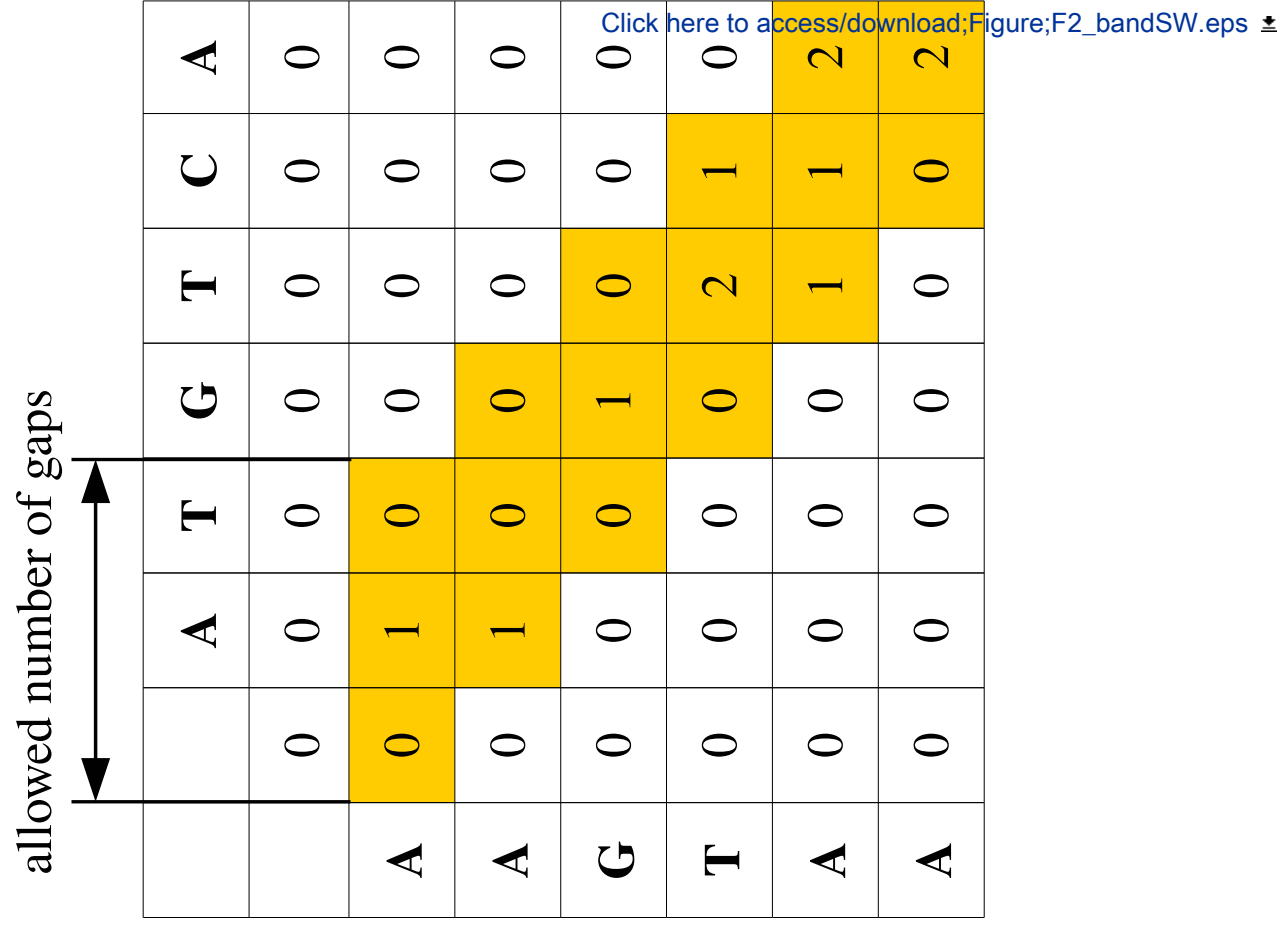 Click here to access/download;Figure;F2_bandSW.eps
allowed number of gaps
A T G T C A
0 0 0 0 0 0 0
A 0 1 0 0 0 0 0
A 0 1 0 0 0 0 0
G 0 0 0 1 0 0 0
T 0 0 0 0 2 1 0
A 0 0 0 0 1 1 2
A 0 0 0 0 0 0 2